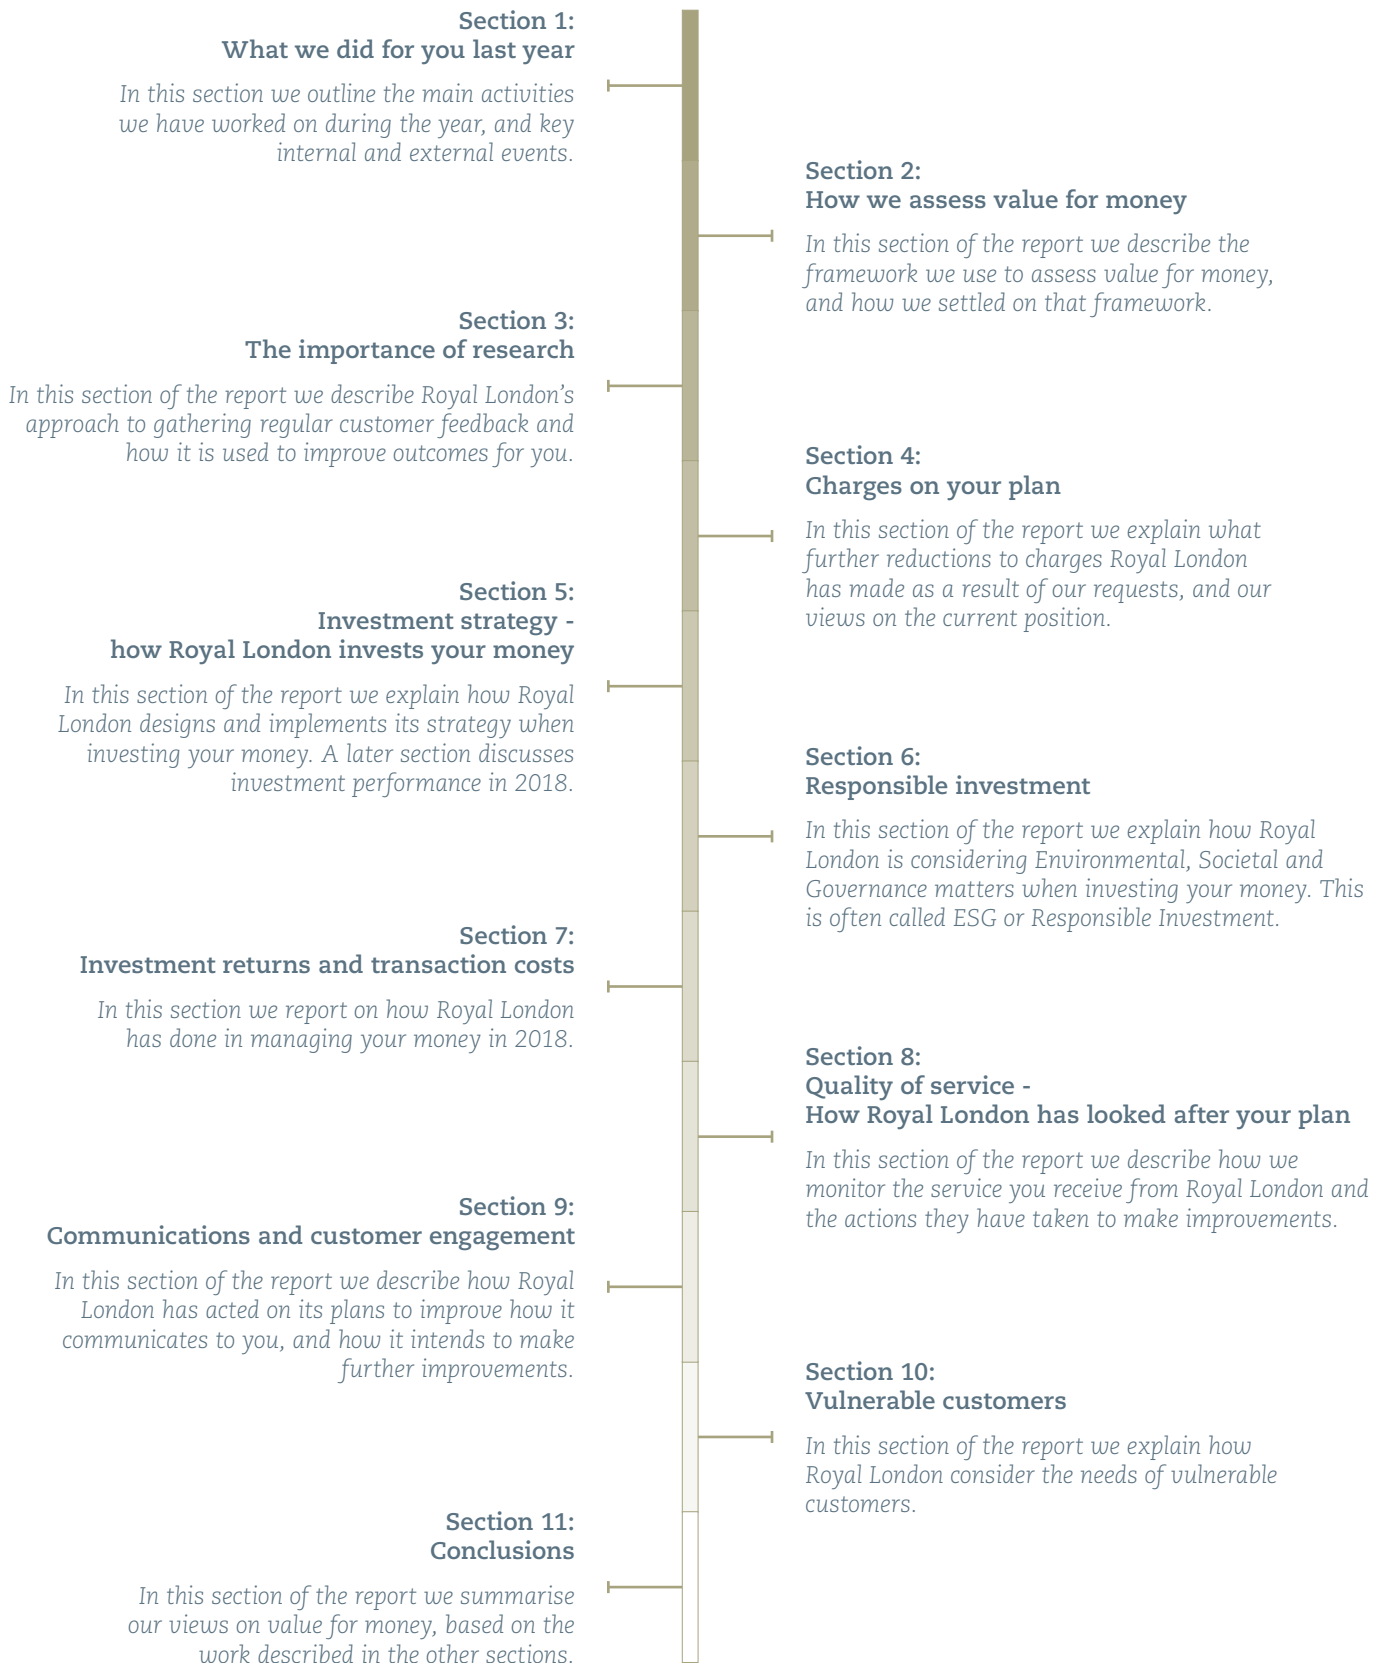 Section 1:
What we did for you last year
In this section we outline the main activities
we have worked on during the year, and key
internal and external events.
Section 2:
How we assess value for money
In this section of the report we describe the
framework we use to assess value for money,
and how we settled on that framework.
Section 3:
The importance of research
In this section of the report we describe Royal London’s
approach to gathering regular customer feedback and
how it is used to improve outcomes for you.
Section 4:
Charges on your plan
In this section of the report we explain what
further reductions to charges Royal London
has made as a result of our requests, and our
views on the current position.
Section 5:
Investment strategy -
how Royal London invests your money
In this section of the report we explain how Royal
London designs and implements its strategy when
investing your money. A later section discusses
investment performance in 2018.
Section 6:
Responsible investment
In this section of the report we explain how Royal
London is considering Environmental, Societal and
Governance matters when investing your money. This
is often called ESG or Responsible Investment.
Section 7:
Investment returns and transaction costs
In this section we report on how Royal London
has done in managing your money in 2018.
Section 8:
Quality of service -
How Royal London has looked after your plan
In this section of the report we describe how we
monitor the service you receive from Royal London and
the actions they have taken to make improvements.
Section 9:
Communications and customer engagement
In this section of the report we describe how Royal
London has acted on its plans to improve how it
communicates to you, and how it intends to make
further improvements.
Section 10:
Vulnerable customers
In this section of the report we explain how
Royal London consider the needs of vulnerable
customers.
Section 11:
Conclusions
In this section of the report we summarise
our views on value for money, based on the
work described in the other sections.